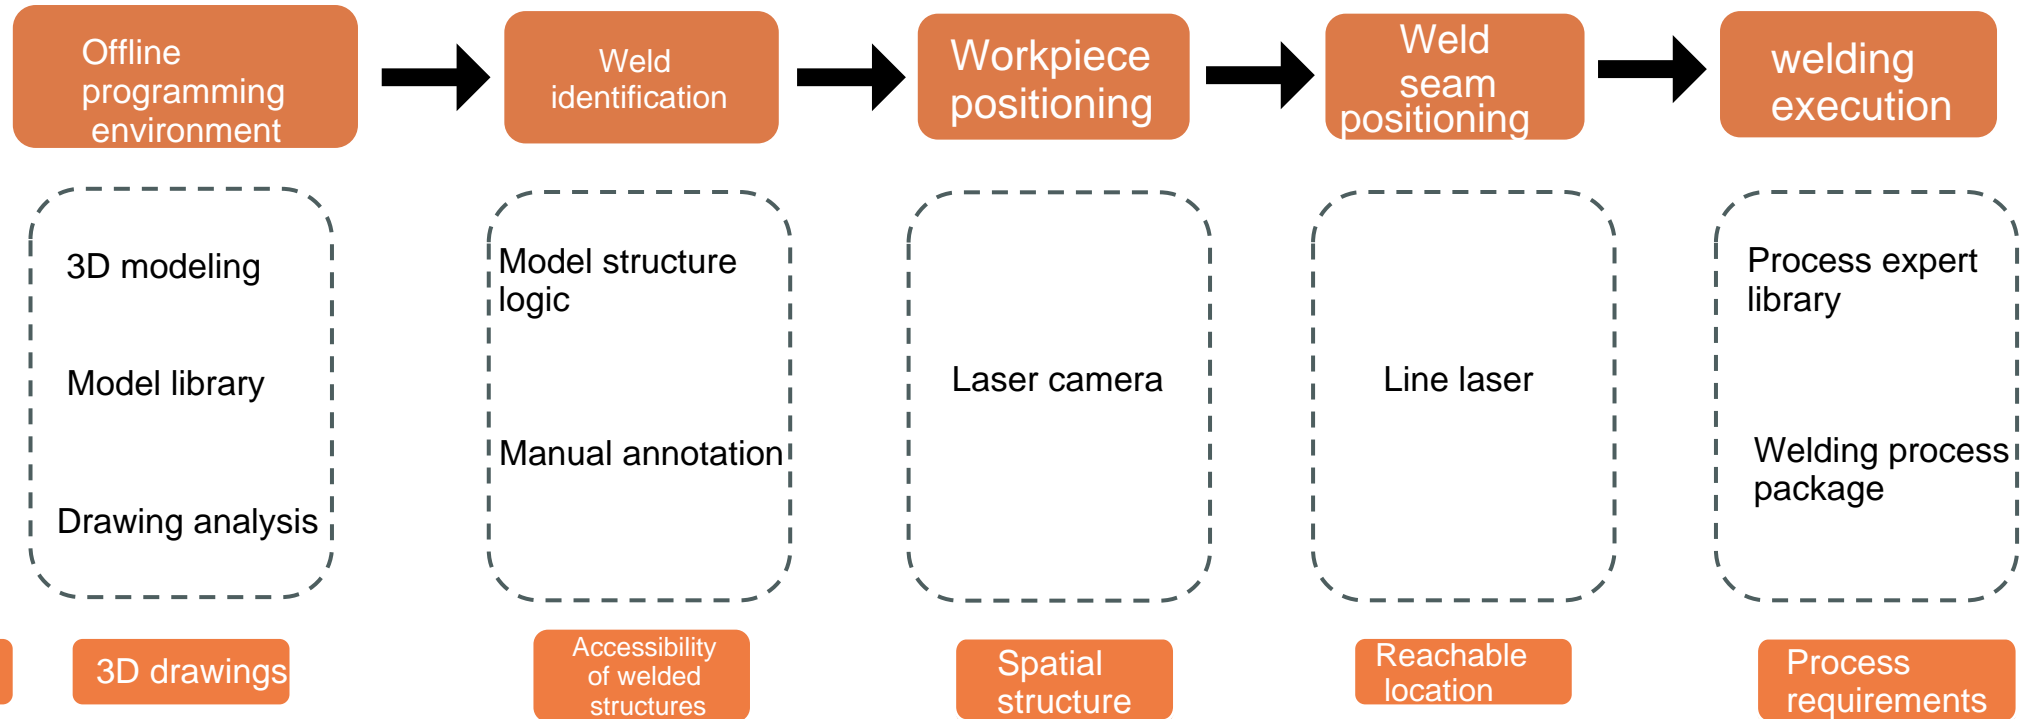 Offline
programming
environment
Weld
identification
Workpiece
positioning
Weld
seam
positioning
welding
execution
3D modeling
Model library
Drawing analysis
Model structure
logic
Manual annotation
Laser camera
Line laser
Process expert
library
Welding process
package
3D drawings
Accessibility
of welded
structures
Spatial
structure
Reachable
location
Process
requirements